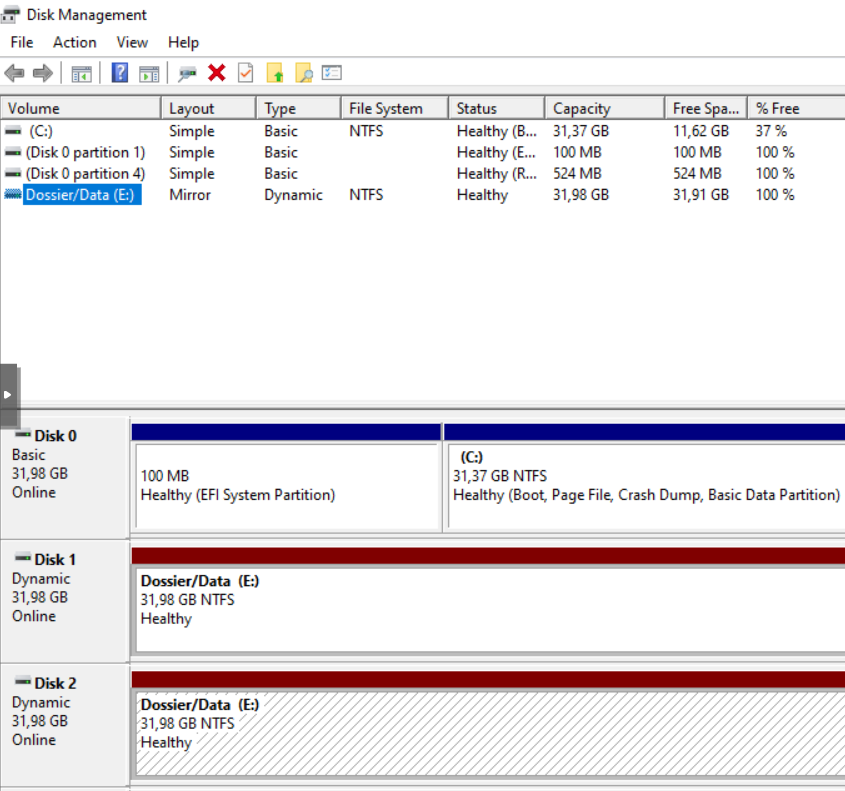 Disk Management
File Action View Help
Volume Layout Type File System Status Capacity Free Spa... % Free
(C:) Simple Basic NTFS Healthy (B... 31,37 GB 11,62 GB 37 %
(Disk 0 partition 1) Simple Basic Healthy (E... 100 MB 100 MB 100 %
(Disk 0 partition 4) Simple Basic Healthy (R... 524 MB 524 MB 100 %
Dossier/Data (E:) Mirror Dynamic NTFS Healthy 31,98 GB 31,91 GB 100 %
Disk 0
Basic
31,98 GB
Online
100 MB
Healthy (EFI System Partition)
(C:)
31,37 GB NTFS
Healthy (Boot, Page File, Crash Dump, Basic Data Partition)
Disk 1
Dynamic
31,98 GB
Online
Dossier/Data (E:)
31,98 GB NTFS
Healthy
Disk 2
Dynamic
31,98 GB
Online
Dossier/Data (E:)
31,98 GB NTFS
Healthy